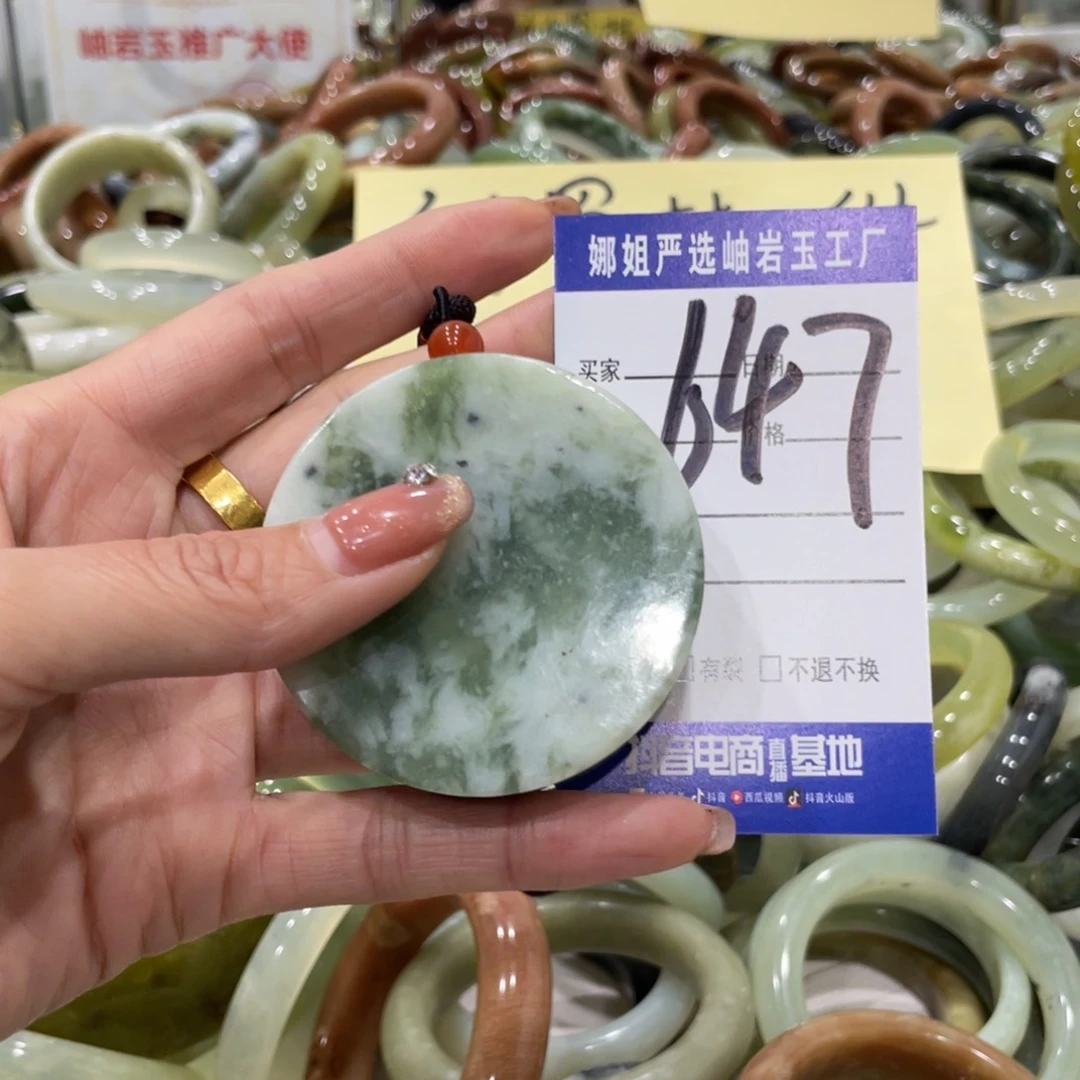 岫岩玉推广大使
娜姐严选岫岩玉工厂
647
买家 日期
价格
有裂 不退不换
抖音电商直播基地
抖音 西瓜视频 抖音火山版